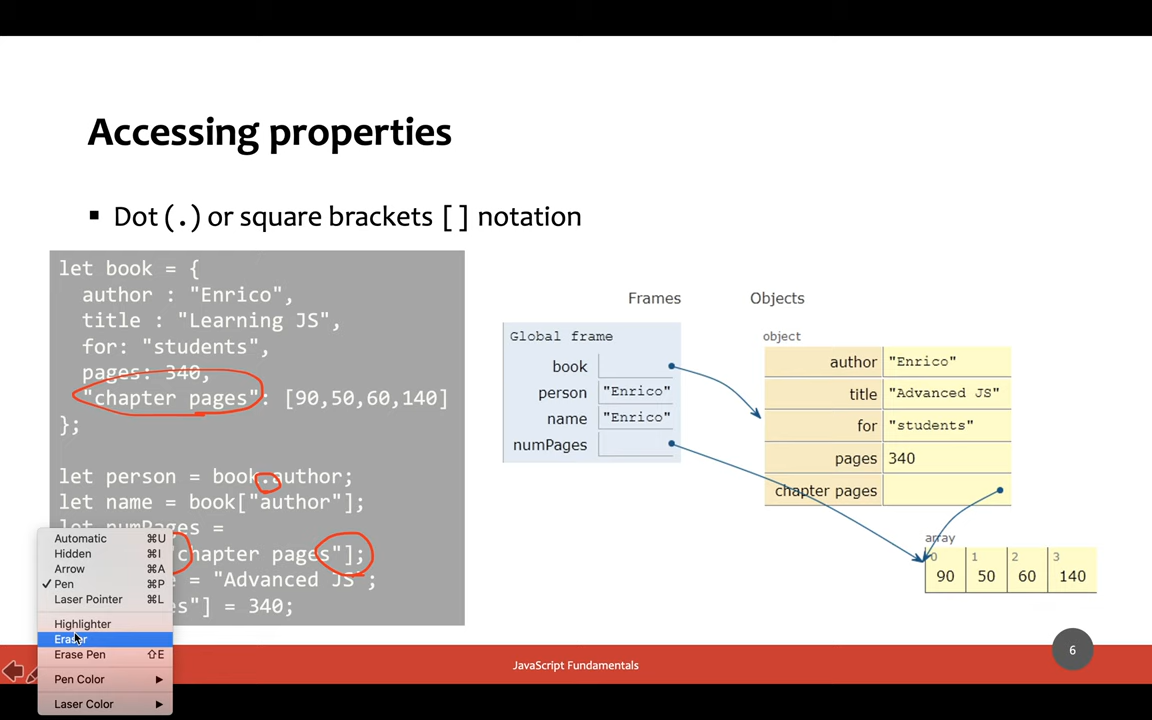 Accessing properties
▪ Dot (.) or square brackets [] notation
let book = {
author : "Enrico",
title : "Learning JS",
for: "students",
pages: 340,
"chapter pages": [90,50,60,140]
};
let person = book.author;
let name = book["author"];
let numPages =
"chapter pages"];
= "Advanced JS";
"] = 340;
Frames
Objects
Global frame
book
person "Enrico"
name "Enrico"
numPages
object
author "Enrico"
title "Advanced JS"
for "students"
pages 340
chapter pages
array
0 1 2 3
90 50 60 140
Automatic ⌘U
Hidden ⌘I
Arrow ⌘A
✓ Pen ⌘P
Laser Pointer ⌘L
Highlighter
Eraser
Erase Pen ⇧E
Pen Color ▶
Laser Color ▶
JavaScript Fundamentals
6